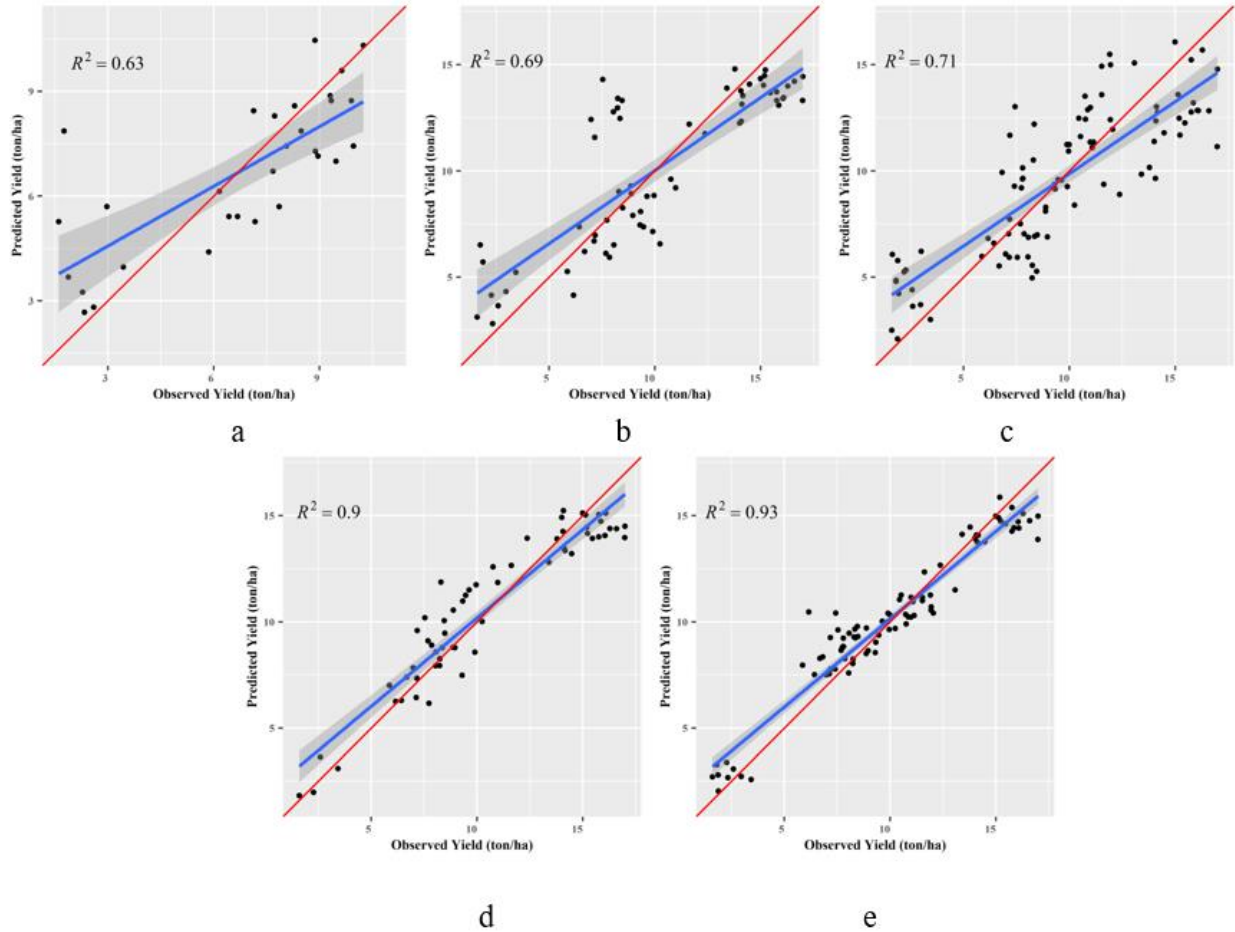 R² = 0.63
9
6
3
Predicted Yield (ton/ha)
3
6
9
Observed Yield (ton/ha)
a
R² = 0.69
15
10
5
Predicted Yield (ton/ha)
5
10
15
Observed Yield (ton/ha)
b
R² = 0.71
15
10
5
Predicted Yield (ton/ha)
5
10
15
Observed Yield (ton/ha)
c
R² = 0.9
15
10
5
Predicted Yield (ton/ha)
5
10
15
Observed Yield (ton/ha)
d
R² = 0.93
15
10
5
Predicted Yield (ton/ha)
5
10
15
Observed Yield (ton/ha)
e